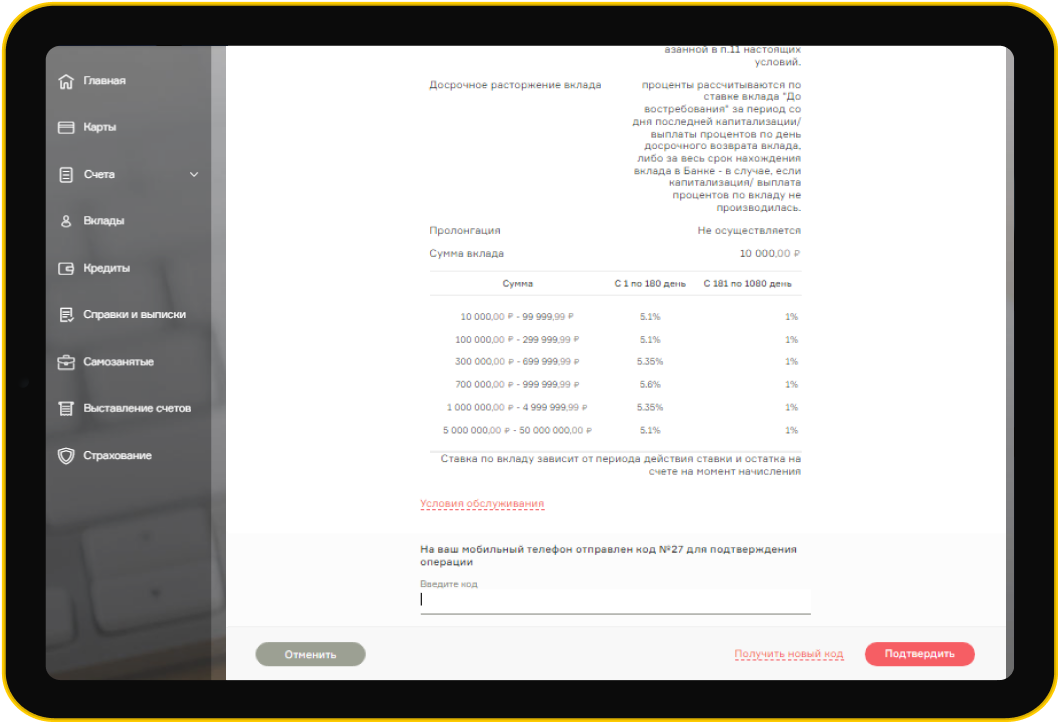 Главная
Карты
Счета
Вклады
Кредиты
Справки и выписки
Самозанятые
Выставление счетов
Страхование
азанной в п.11 настоящих
условий.
Досрочное расторжение вклада
проценты рассчитываются по
ставке вклада "До
востребования" за период со
дня последней капитализации/
выплаты процентов по день
досрочного возврата вклада,
либо за весь срок нахождения
вклада в Банке - в случае, если
капитализация/ выплата
процентов по вкладу не
производилась.
Пролонгация Не осуществляется
Сумма вклада 10 000,00 ₽
Сумма С 1 по 180 день С 181 по 1080 день
10 000,00 ₽ - 99 999,99 ₽ 5.1% 1%
100 000,00 ₽ - 299 999,99 ₽ 5.1% 1%
300 000,00 ₽ - 699 999,99 ₽ 5.35% 1%
700 000,00 ₽ - 999 999,99 ₽ 5.6% 1%
1 000 000,00 ₽ - 4 999 999,99 ₽ 5.35% 1%
5 000 000,00 ₽ - 50 000 000,00 ₽ 5.1% 1%
Ставка по вкладу зависит от периода действия ставки и остатка на
счете на момент начисления
Условия обслуживания
На ваш мобильный телефон отправлен код №27 для подтверждения
операции
Введите код
Отменить Получить новый код Подтвердить